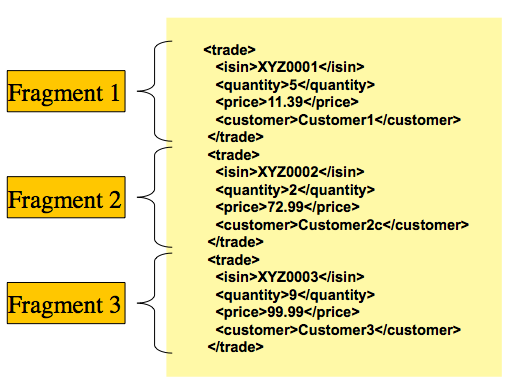 <trade>
<isin>XYZ0001</isin>
Fragment 1
<quantity>5</quantity>
<price>11.39</price>
<customer>Customer1</customer>
</trade>
<trade>
<isin>XYZ0002</isin>
Fragment 2
<quantity>2</quantity>
<price>72.99</price>
<customer>Customer2c</customer>
</trade>
<trade>
<isin>XYZ0003</isin>
Fragment 3
<quantity>9</quantity>
<price>99.99</price>
<customer>Customer3</customer>
</trade>